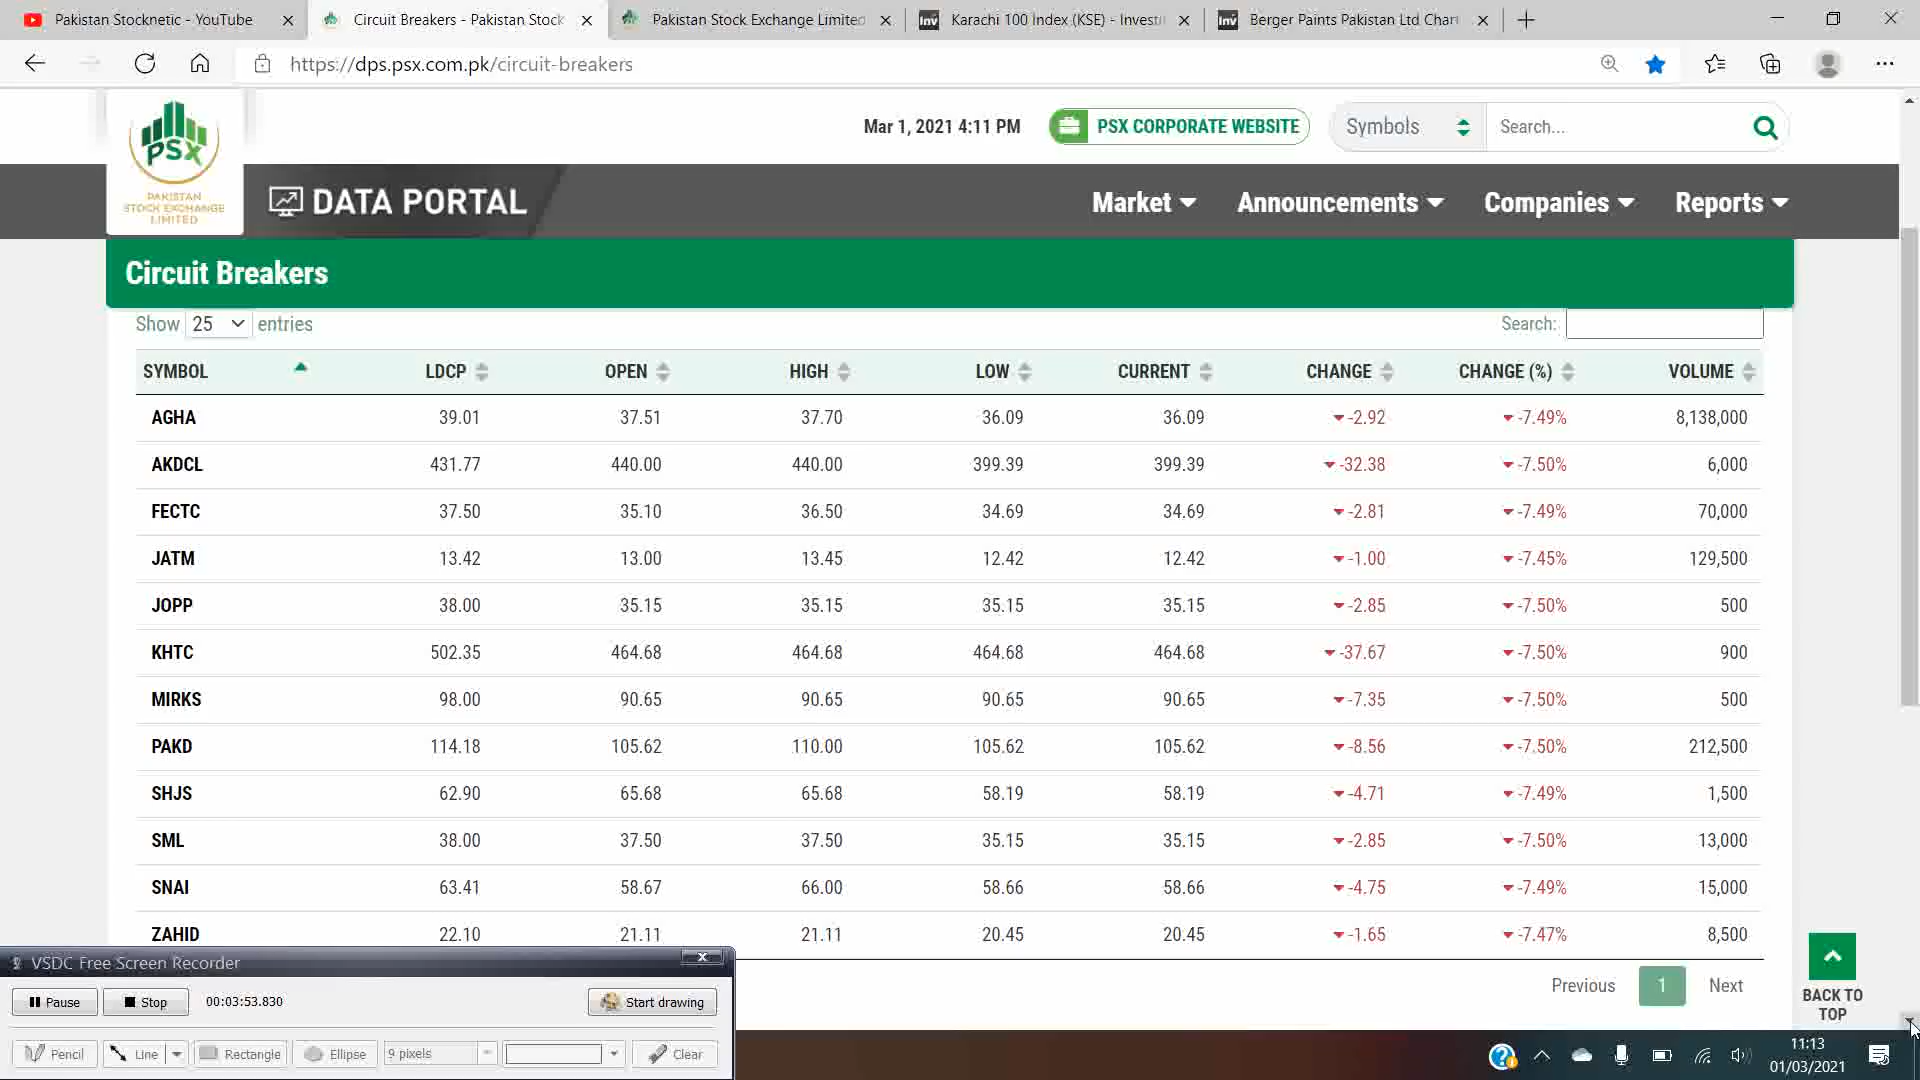 Pakistan Stocknetic - YouTube
Circuit Breakers - Pakistan Stock
Pakistan Stock Exchange Limited
Karachi 100 Index (KSE) - Investi
Berger Paints Pakistan Ltd Chart
https://dps.psx.com.pk/circuit-breakers
PSX
PAKISTAN
STOCK EXCHANGE
LIMITED
Mar 1, 2021 4:11 PM
PSX CORPORATE WEBSITE
Symbols
Search...
DATA PORTAL
Market
Announcements
Companies
Reports
Circuit Breakers
Show 25 entries
Search:
SYMBOL LDCP OPEN HIGH LOW CURRENT CHANGE CHANGE (%) VOLUME
AGHA 39.01 37.51 37.70 36.09 36.09 -2.92 -7.49% 8,138,000
AKDCL 431.77 440.00 440.00 399.39 399.39 -32.38 -7.50% 6,000
FECTC 37.50 35.10 36.50 34.69 34.69 -2.81 -7.49% 70,000
JATM 13.42 13.00 13.45 12.42 12.42 -1.00 -7.45% 129,500
JOPP 38.00 35.15 35.15 35.15 35.15 -2.85 -7.50% 500
KHTC 502.35 464.68 464.68 464.68 464.68 -37.67 -7.50% 900
MIRKS 98.00 90.65 90.65 90.65 90.65 -7.35 -7.50% 500
PAKD 114.18 105.62 110.00 105.62 105.62 -8.56 -7.50% 212,500
SHJS 62.90 65.68 65.68 58.19 58.19 -4.71 -7.49% 1,500
SML 38.00 37.50 37.50 35.15 35.15 -2.85 -7.50% 13,000
SNAI 63.41 58.67 66.00 58.66 58.66 -4.75 -7.49% 15,000
ZAHID 22.10 21.11 21.11 20.45 20.45 -1.65 -7.47% 8,500
Previous 1 Next
BACK TO
TOP
VSDC Free Screen Recorder
Pause
Stop
00:03:53.830
Start drawing
Pencil
Line
Rectangle
Ellipse
9 pixels
Clear
11:13
01/03/2021